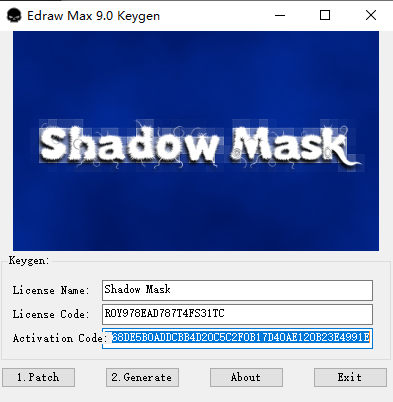 Edraw Max 9.0 Keygen
Shadow Mask
Keygen:
License Name: Shadow Mask
License Code: ROY978EAD787T4FS31TC
Activation Code: 68DE5B0ADDCBB4D20C5C2F0B17D40AE120B23E4991E
1.Patch 2.Generate About Exit